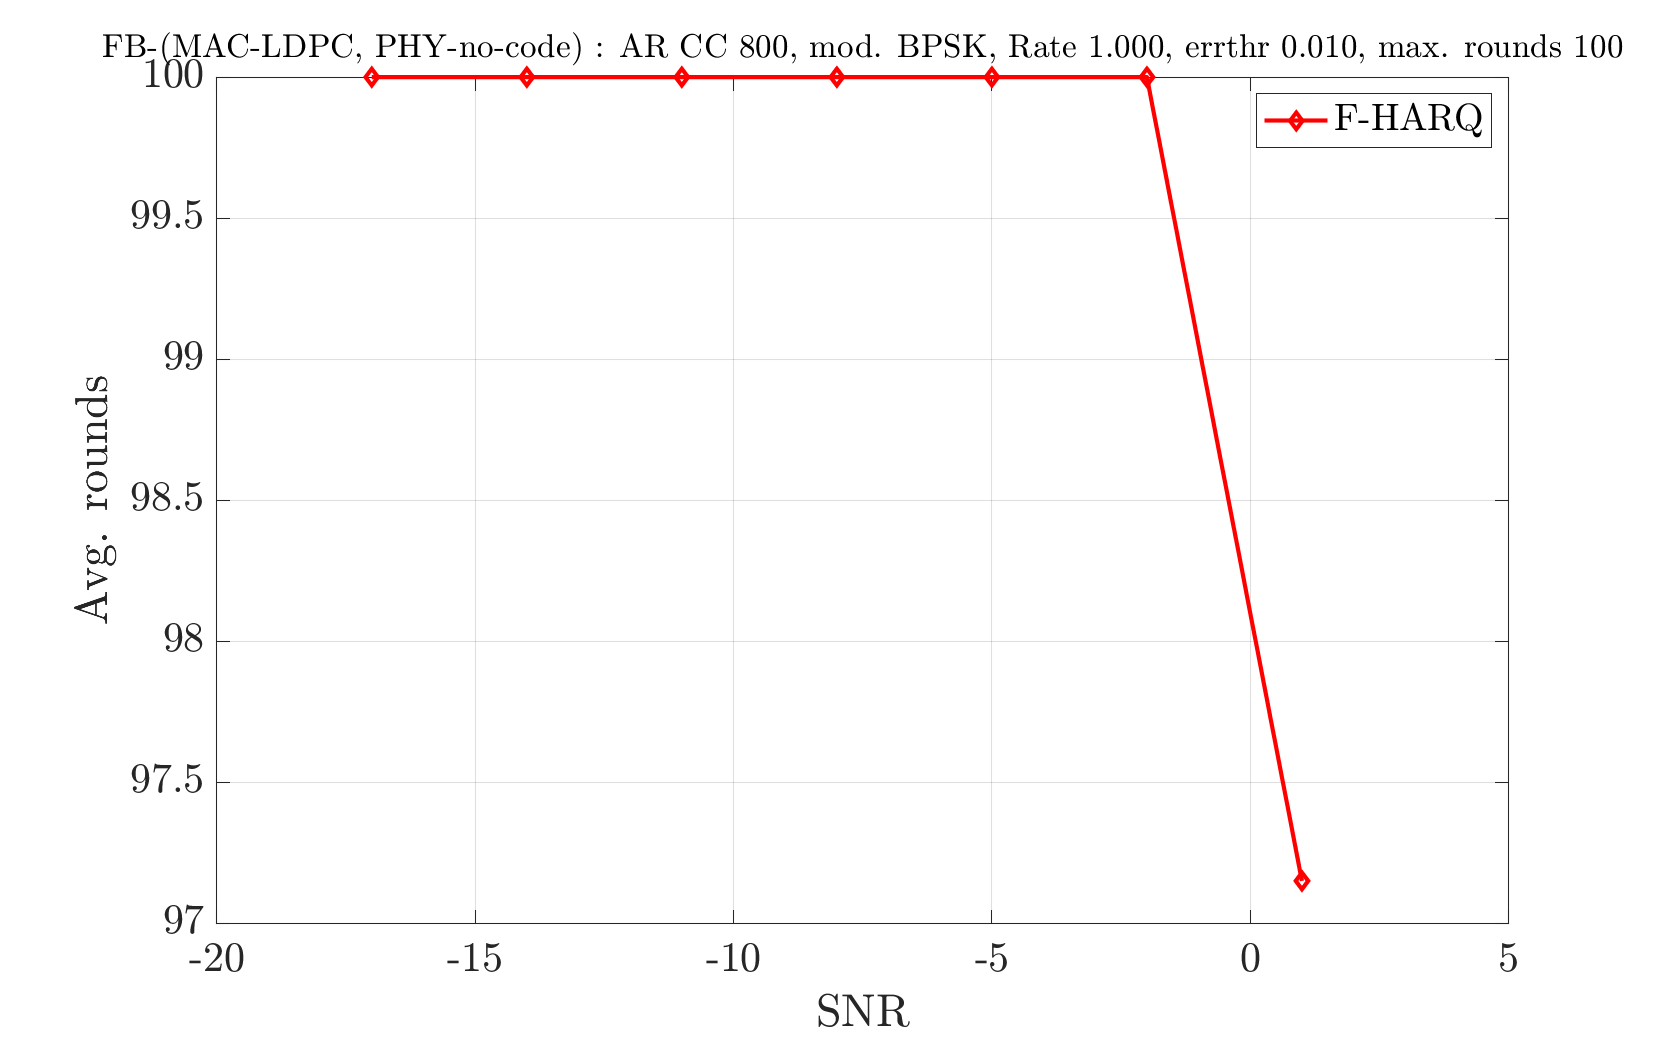 FB-(MAC-LDPC, PHY-no-code) : AR CC 800, mod. BPSK, Rate 1.000, errthr 0.010, max. rounds 100
F-HARQ
100
99.5
99
98.5
98
97.5
97
Avg. rounds
-20 -15 -10 -5 0 5
SNR